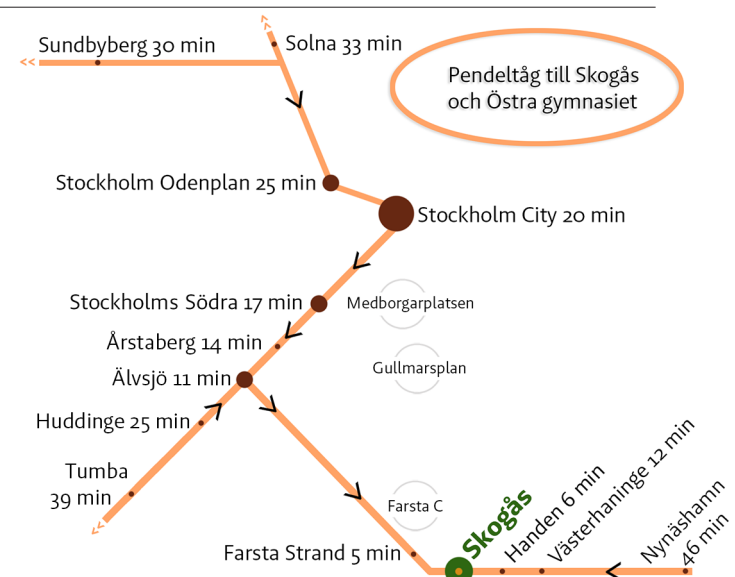 Sundbyberg 30 min
Solna 33 min
Pendeltåg till Skogås
och Östra gymnasiet
Stockholm Odenplan 25 min
Stockholm City 20 min
Stockholms Södra 17 min
Medborgarplatsen
Årstaberg 14 min
Gullmarsplan
Älvsjö 11 min
Huddinge 25 min
Tumba
39 min
Farsta C
Farsta Strand 5 min
Skogås
Handen 6 min
Västerhaninge 12 min
Nynäshamn
46 min